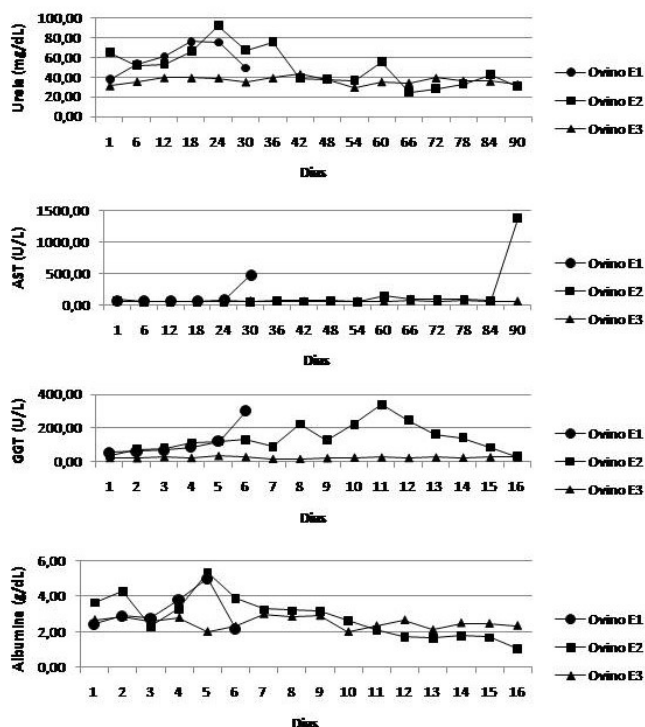 Ureia (mg/dL)
100,00
80,00
60,00
40,00
20,00
0,00
1 6 12 18 24 30 36 42 48 54 60 66 72 78 84 90
Dias
Ovino E1
Ovino E2
Ovino E3
AST (U/L)
1500,00
1000,00
500,00
0,00
1 6 12 18 24 30 36 42 48 54 60 66 72 78 84 90
Dias
Ovino E1
Ovino E2
Ovino E3
GGT (U/L)
400,00
200,00
0,00
1 2 3 4 5 6 7 8 9 10 11 12 13 14 15 16
Dias
Ovino E1
Ovino E2
Ovino E3
Albumina (g/dL)
6,00
4,00
2,00
0,00
1 2 3 4 5 6 7 8 9 10 11 12 13 14 15 16
Dias
Ovino E1
Ovino E2
Ovino E3